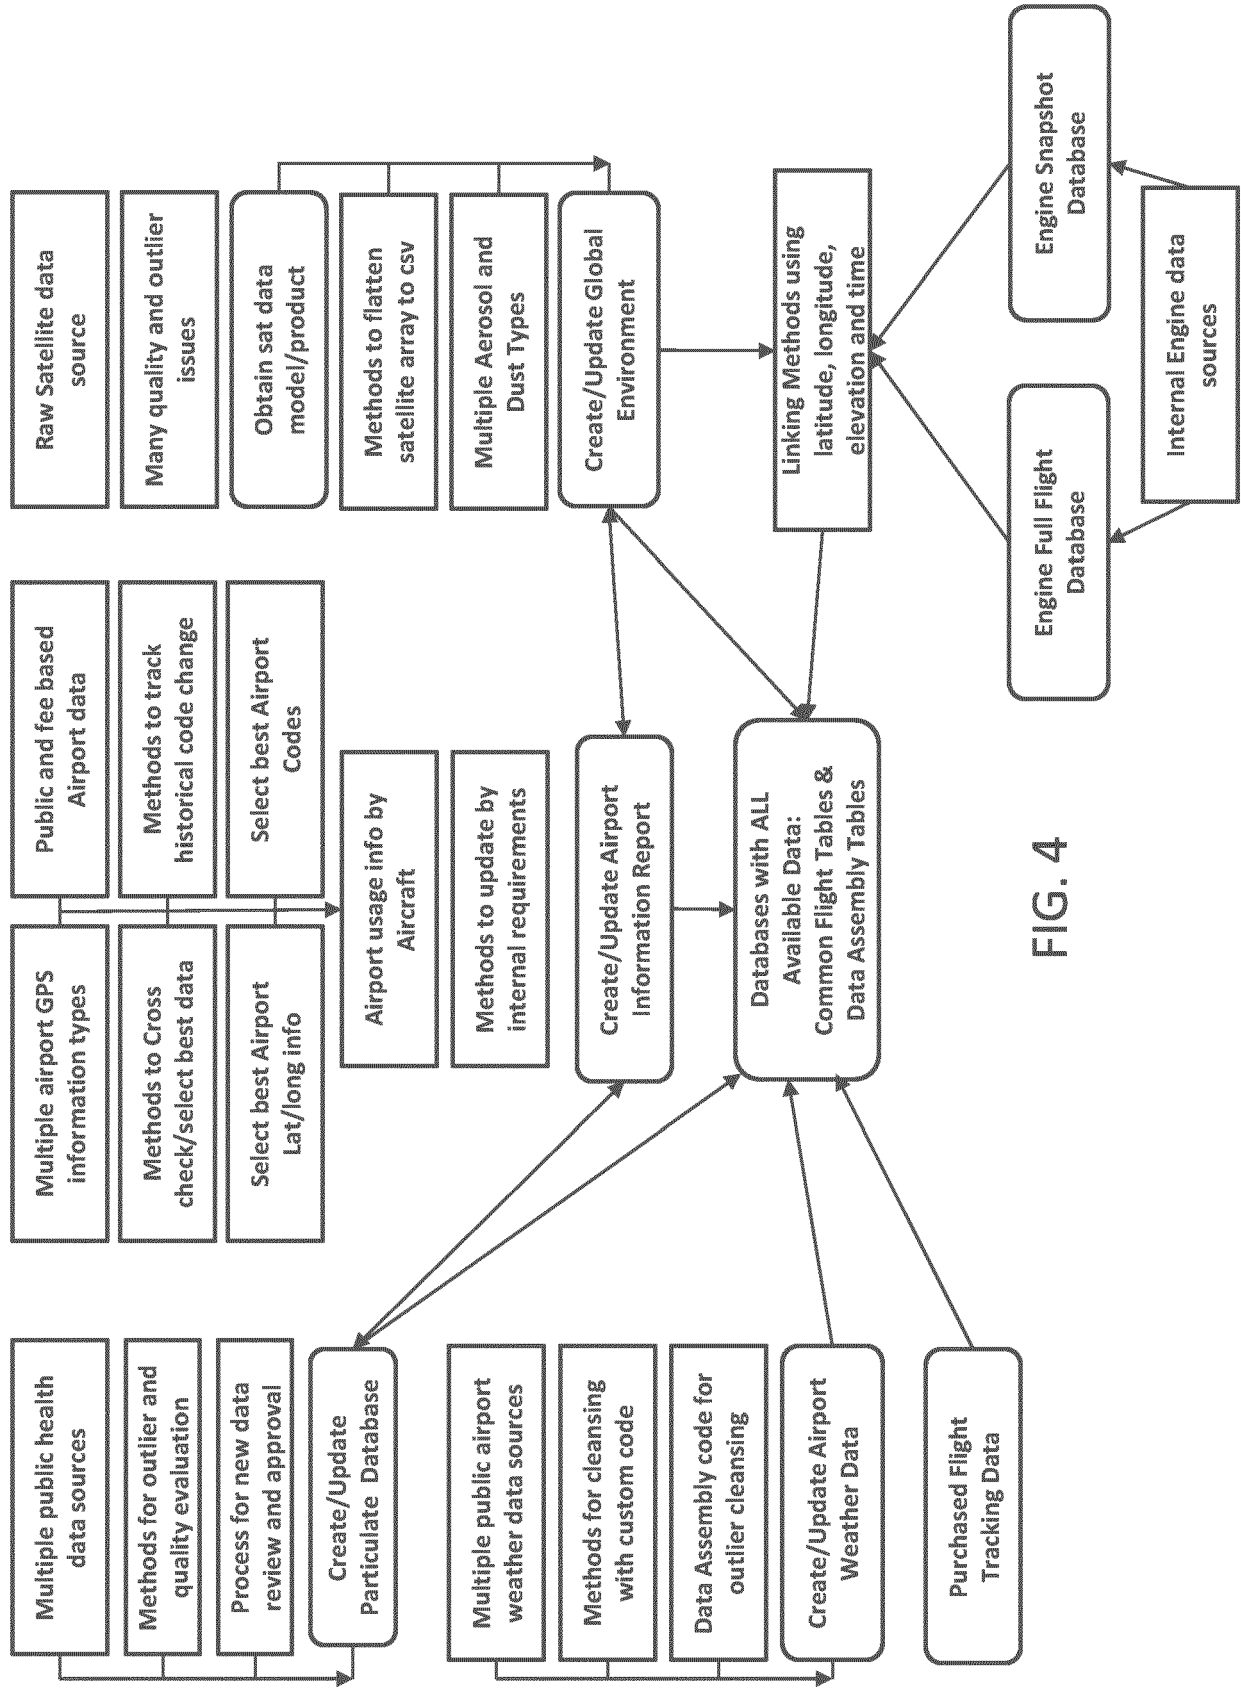 Multiple public health
data sources
Methods for outlier and
quality evaluation
Process for new data
review and approval
Create/Update
Particulate Database
Multiple public airport
weather data sources
Methods for cleansing
with custom code
Data Assembly code for
outlier cleansing
Create/Update Airport
Weather Data
Purchased Flight
Tracking Data
Multiple airport GPS
information types
Methods to Cross
check/select best data
Select best Airport
Lat/long info
Public and fee based
Airport data
Methods to track
historical code change
Select best Airport
Codes
Airport usage info by
Aircraft
Methods to update by
internal requirements
Create/Update Airport
Information Report
Databases with ALL
Available Data:
Common Flight Tables &
Data Assembly Tables
Raw Satellite data
source
Many quality and outlier
issues
Obtain sat data
model/product
Methods to flatten
satellite array to csv
Multiple Aerosol and
Dust Types
Create/Update Global
Environment
Linking Methods using
latitude, longitude,
elevation and time
Engine Full Flight
Database
Engine Snapshot
Database
Internal Engine data
sources
FIG. 4